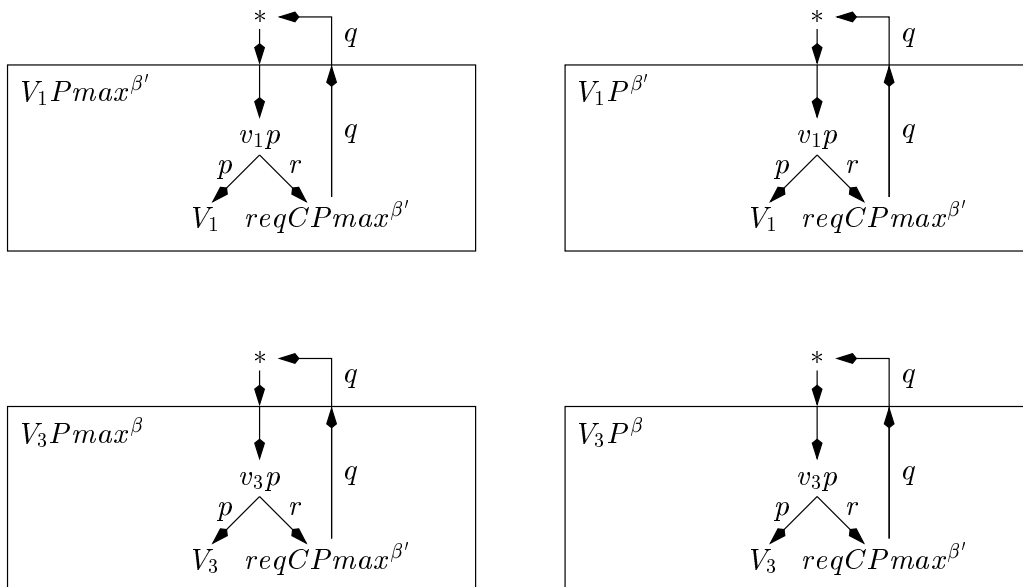 * q * q
V₁Pmax^β′ V₁P^β′
q q
v₁p v₁p
p r p r
V₁ reqCPmax^β′ V₁ reqCPmax^β′
* q * q
V₃Pmax^β V₃P^β
q q
v₃p v₃p
p r p r
V₃ reqCPmax^β′ V₃ reqCPmax^β′